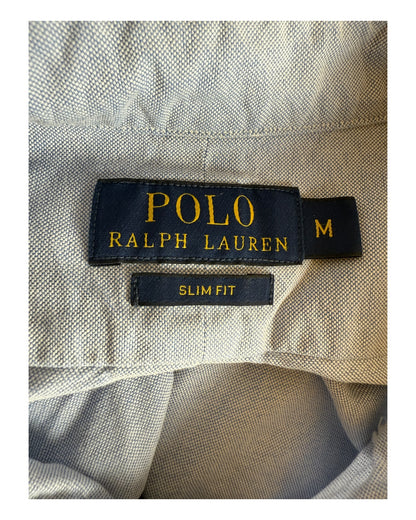 POLO
RALPH LAUREN
M
SLIM FIT